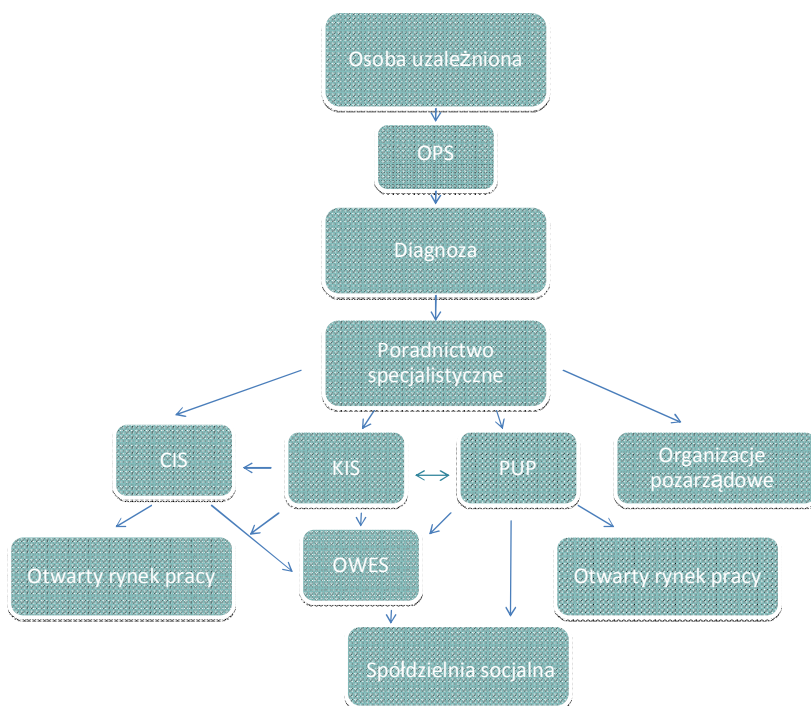 Osoba uzależniona
OPS
Diagnoza
Poradnictwo
specjalistyczne
CIS
KIS
PUP
Organizacje
pozarządowe
Otwarty rynek pracy
OWES
Otwarty rynek pracy
Spółdzielnia socjalna